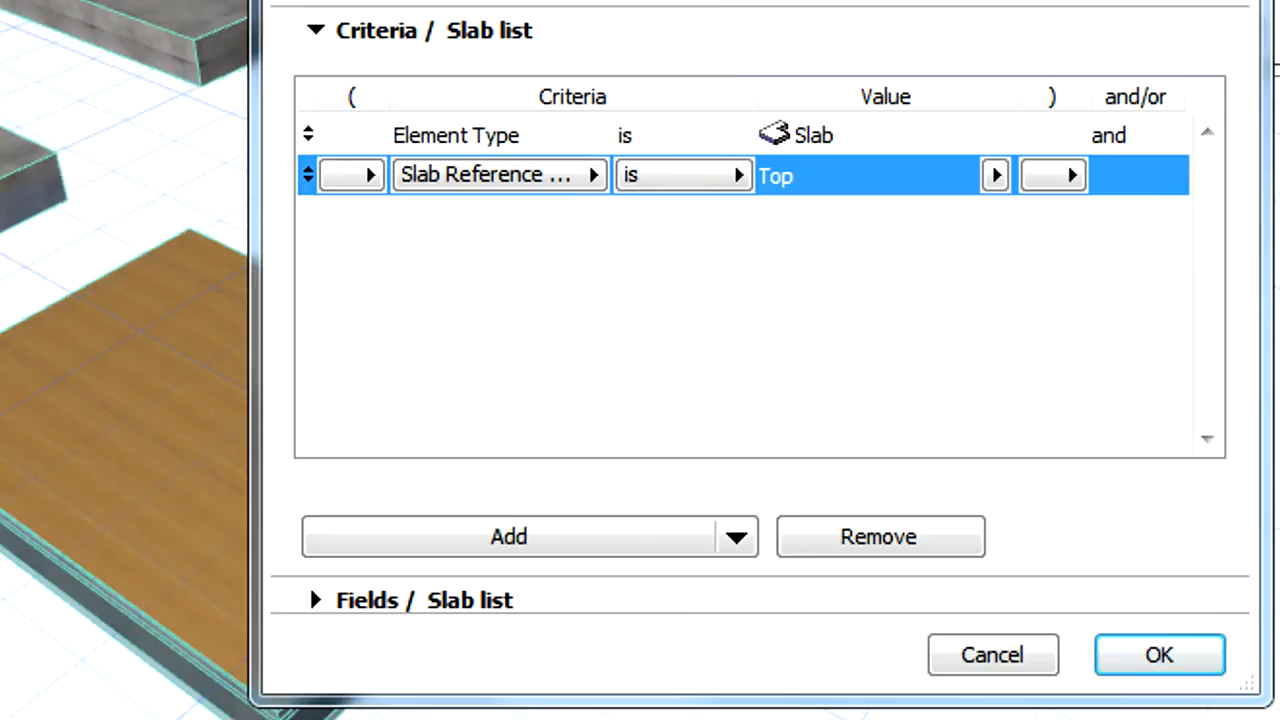 Criteria / Slab list
( Criteria Value ) and/or
Element Type is Slab and
Slab Reference ... is Top
Add Remove
Fields / Slab list
Cancel OK